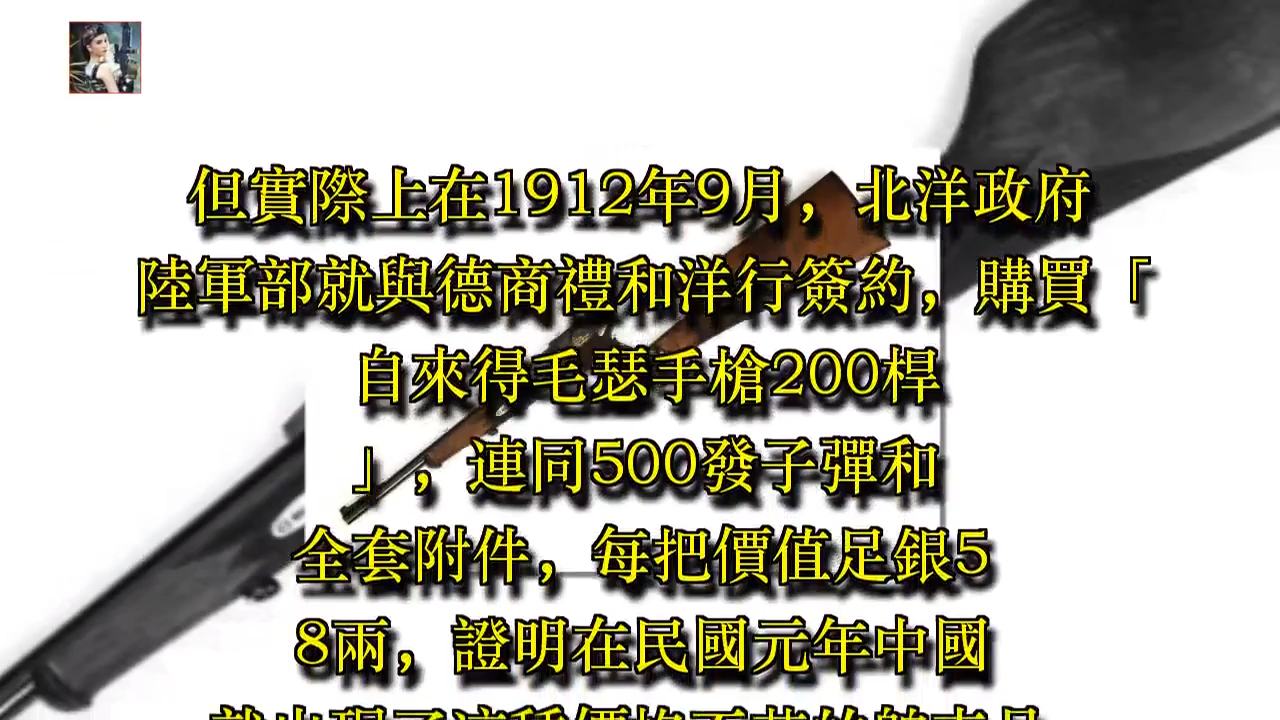 但實際上在1912年9月，北洋政府
陸軍部就與德商禮和洋行簽約，購買「
自來得毛瑟手槍200桿
」，連同500發子彈和
全套附件，每把價值足銀5
8兩，證明在民國元年中國